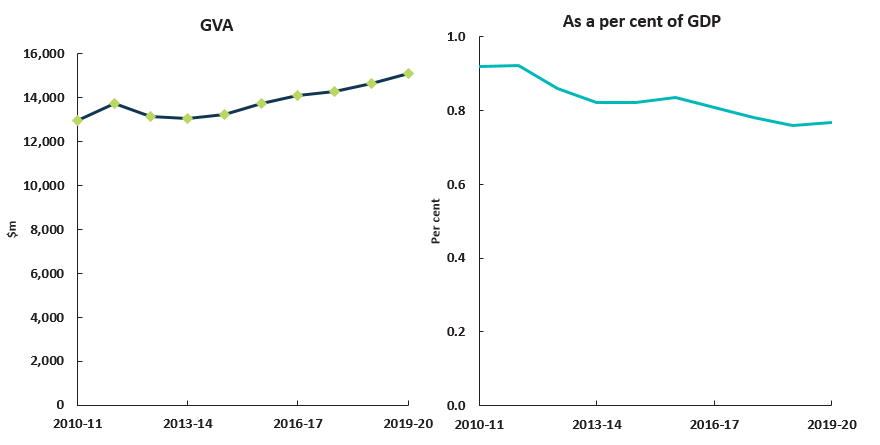 GVA
16,000
14,000
12,000
10,000
8,000
6,000
4,000
2,000
0
$m
2010-11 2013-14 2016-17 2019-20
As a per cent of GDP
1.0
0.8
0.6
0.4
0.2
0.0
Per cent
2010-11 2013-14 2016-17 2019-20